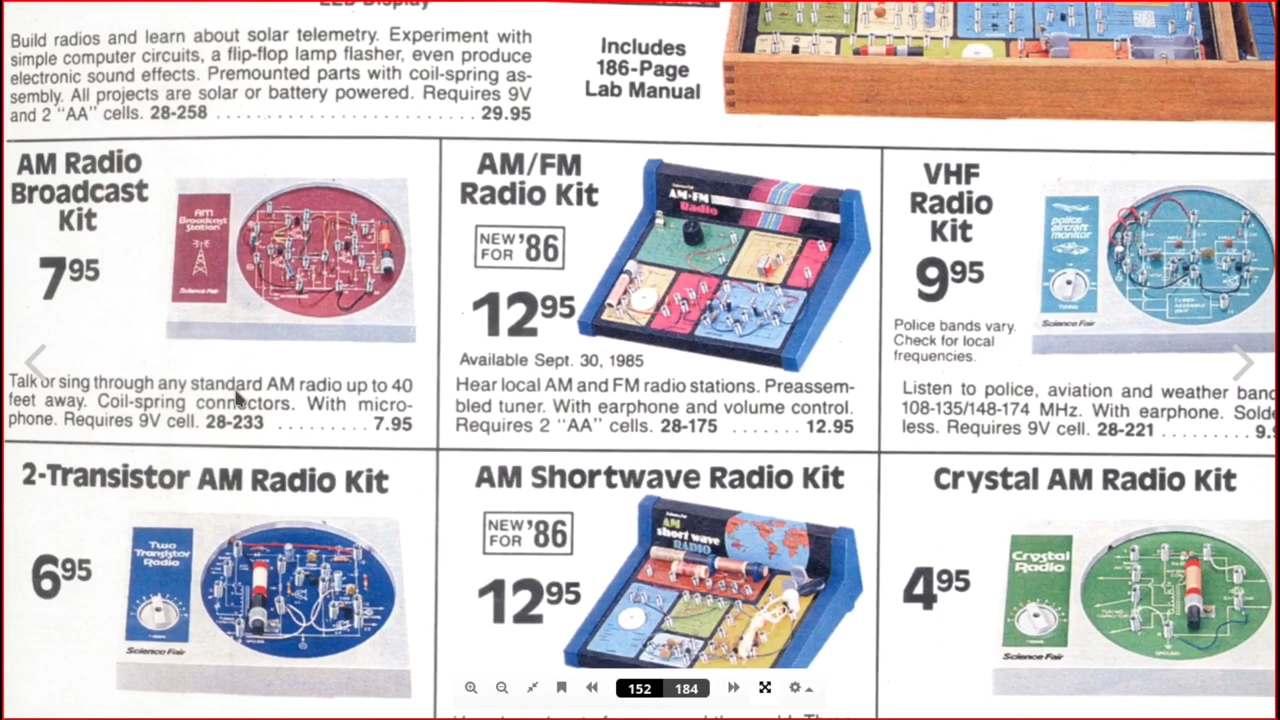 LED Display
Build radios and learn about solar telemetry. Experiment with
simple computer circuits, a flip-flop lamp flasher, even produce
electronic sound effects. Premounted parts with coil-spring as-
sembly. All projects are solar or battery powered. Requires 9V
and 2 "AA" cells. 28-258 . . . . . . . . . . . . . . . . . . . . . . 29.95
Includes
186-Page
Lab Manual
AM Radio
Broadcast
Kit
7 95
AM
Broadcast
Station
Science Fair
Talk or sing through any standard AM radio up to 40
feet away. Coil-spring connectors. With micro-
phone. Requires 9V cell. 28-233 . . . . . . . . . 7.95
AM/FM
Radio Kit
NEW FOR '86
12 95
AM·FM
Radio
Available Sept. 30, 1985
Hear local AM and FM radio stations. Preassem-
bled tuner. With earphone and volume control.
Requires 2 "AA" cells. 28-175 . . . . . . . 12.95
VHF
Radio
Kit
9 95
police
aircraft
monitor
Science Fair
Police bands vary.
Check for local
frequencies.
Listen to police, aviation and weather band
108-135/148-174 MHz. With earphone. Solde
less. Requires 9V cell. 28-221 . . . . . . . . 9.
2-Transistor AM Radio Kit
6 95
Two
Transistor
Radio
Science Fair
AM Shortwave Radio Kit
NEW FOR '86
12 95
AM
short wave
RADIO
Crystal AM Radio Kit
4 95
Crystal
Radio
Science Fair
152 184